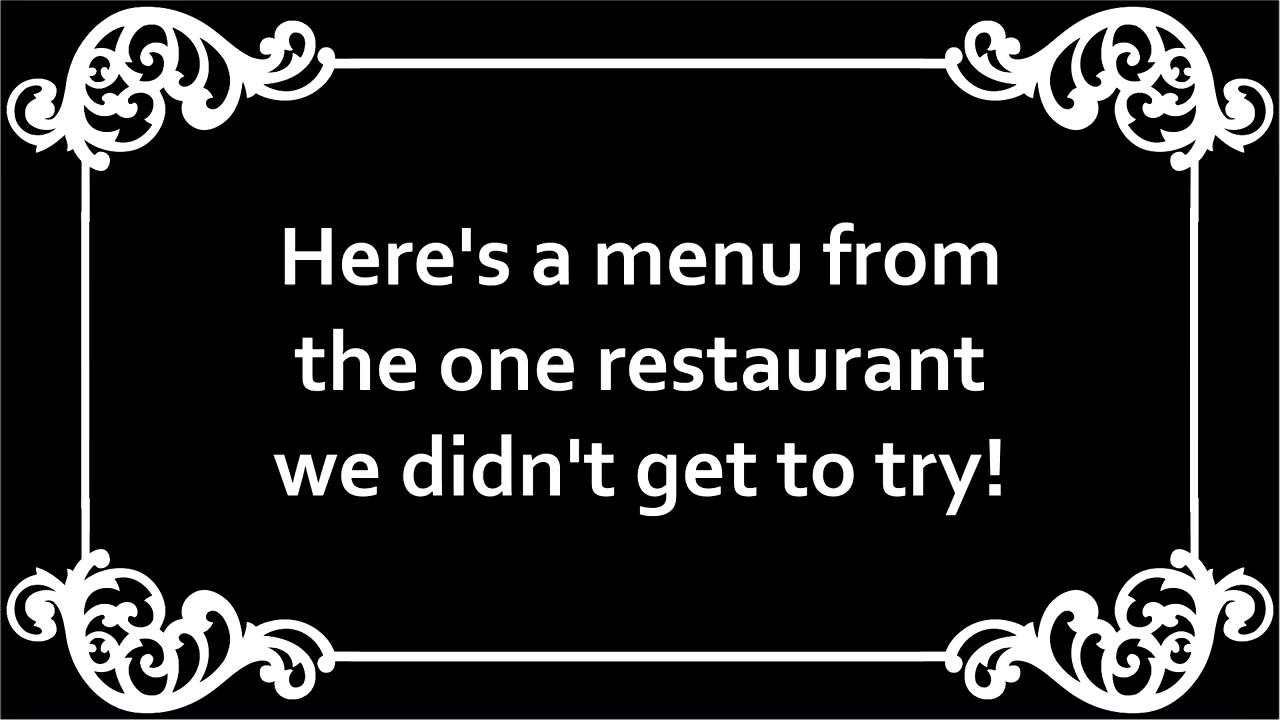 Here's a menu from
the one restaurant
we didn't get to try!